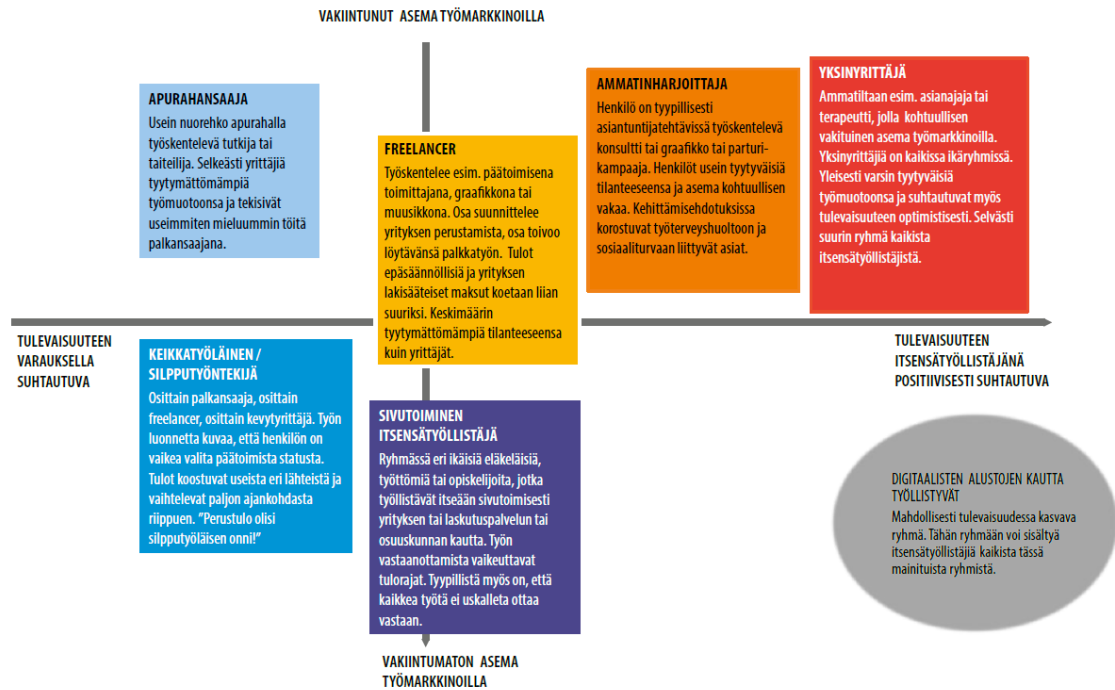 VAKIINTUNUT ASEMA TYÖMARKKINOILLA
APURAHANSAAJA
Usein nuorehko apurahalla
työskentelevä tutkija tai
taiteilija. Selkeästi yrittäjiä
tyytymättömämpiä
työmuotoonsa ja tekisivät
useimmiten mieluummin töitä
palkansaajana.
FREELANCER
Työskentelee esim. päätoimisena
toimittajana, graafikkona tai
muusikkona. Osa suunnittelee
yrityksen perustamista, osa toivoo
löytävänsä palkkatyön. Tulot
epäsäännöllisiä ja yrityksen
lakisääteiset maksut koetaan liian
suuriksi. Keskimäärin
tyytymättömämpiä tilanteeseensa
kuin yrittäjät.
AMMATINHARJOITTAJA
Henkilö on tyypillisesti
asiantuntijatehtävissä työskentelevä
konsultti tai graafikko tai parturi-
kampaaja. Henkilöt usein tyytyväisiä
tilanteeseensa ja asema kohtuullisen
vakaa. Kehittämisehdotuksissa
korostuvat työterveyshuoltoon ja
sosiaaliturvaan liittyvät asiat.
YKSINYRITTÄJÄ
Ammatiltaan esim. asianajaja tai
terapeutti, jolla kohtuullisen
vakituinen asema työmarkkinoilla.
Yksinyrittäjiä on kaikissa ikäryhmissä.
Yleisesti varsin tyytyväisiä
työmuotoonsa ja suhtautuvat myös
tulevaisuuteen optimistisesti. Selvästi
suurin ryhmä kaikista
itsensätyöllistäjistä.
TULEVAISUUTEEN
VARAUKSELLA
SUHTAUTUVA
TULEVAISUUTEEN
ITSENSÄTYÖLLISTÄJÄNÄ
POSITIIVISESTI SUHTAUTUVA
KEIKKATYÖLÄINEN /
SILPPUTYÖNTEKIJÄ
Osittain palkansaaja, osittain
freelancer, osittain kevytyrittäjä. Työn
luonnetta kuvaa, että henkilön on
vaikea valita päätoimista statusta.
Tulot koostuvat useista eri lähteistä ja
vaihtelevat paljon ajankohdasta
riippuen. "Perustulo olisi
silpputyöläisen onni!"
SIVUTOIMINEN
ITSENSÄTYÖLLISTÄJÄ
Ryhmässä eri ikäisiä eläkeläisiä,
työttömiä tai opiskelijoita, jotka
työllistävät itseään sivutoimisesti
yrityksen tai laskutuspalvelun tai
osuuskunnan kautta. Työn
vastaanottamista vaikeuttavat
tulorajat. Tyypillistä myös on, että
kaikkea työtä ei uskalleta ottaa
vastaan.
DIGITAALISTEN ALUSTOJEN KAUTTA
TYÖLLISTYVÄT
Mahdollisesti tulevaisuudessa kasvava
ryhmä. Tähän ryhmään voi sisältyä
itsensätyöllistäjiä kaikista tässä
mainituista ryhmistä.
VAKIINTUMATON ASEMA
TYÖMARKKINOILLA